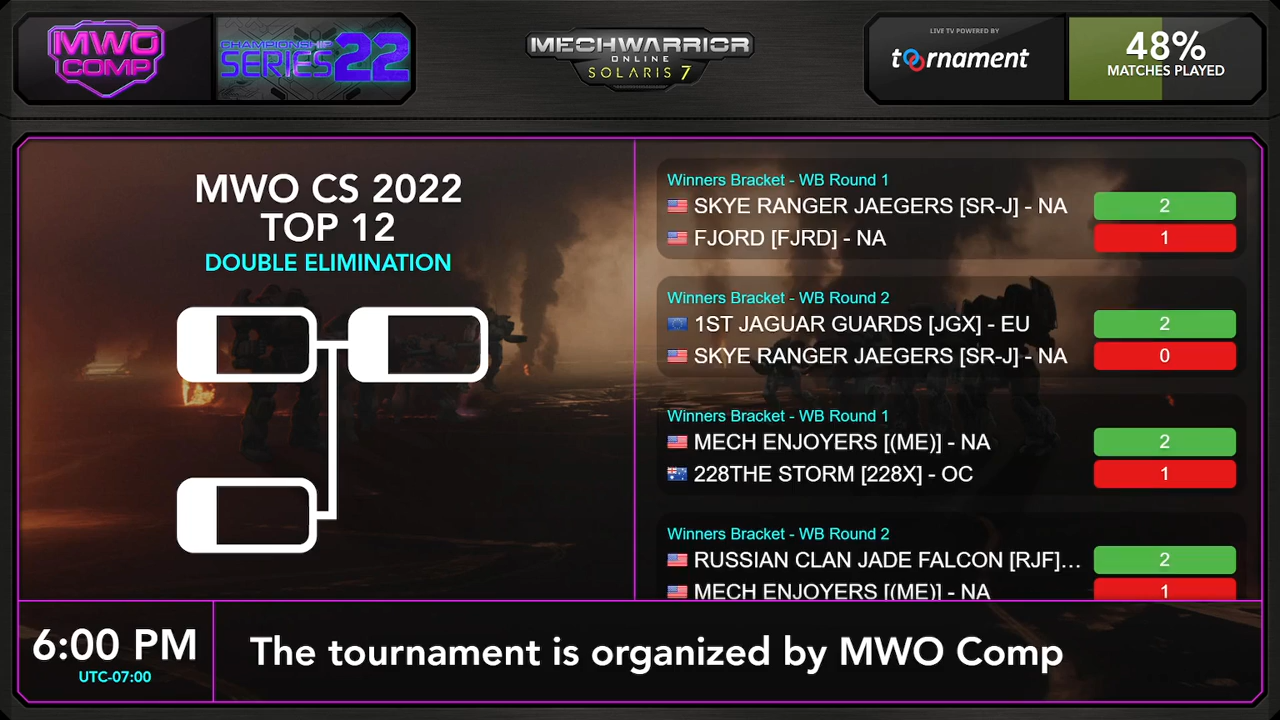 MWO
COMP
CHAMPIONSHIP
SERIES 22
MECHWARRIOR
ONLINE
SOLARIS 7
LIVE TV POWERED BY
tournament
48%
MATCHES PLAYED
MWO CS 2022
TOP 12
DOUBLE ELIMINATION
Winners Bracket - WB Round 1
SKYE RANGER JAEGERS [SR-J] - NA 2
FJORD [FJRD] - NA 1
Winners Bracket - WB Round 2
1ST JAGUAR GUARDS [JGX] - EU 2
SKYE RANGER JAEGERS [SR-J] - NA 0
Winners Bracket - WB Round 1
MECH ENJOYERS [(ME)] - NA 2
228THE STORM [228X] - OC 1
Winners Bracket - WB Round 2
RUSSIAN CLAN JADE FALCON [RJF]... 2
MECH ENJOYERS [(ME)] - NA 1
6:00 PM
UTC-07:00
The tournament is organized by MWO Comp